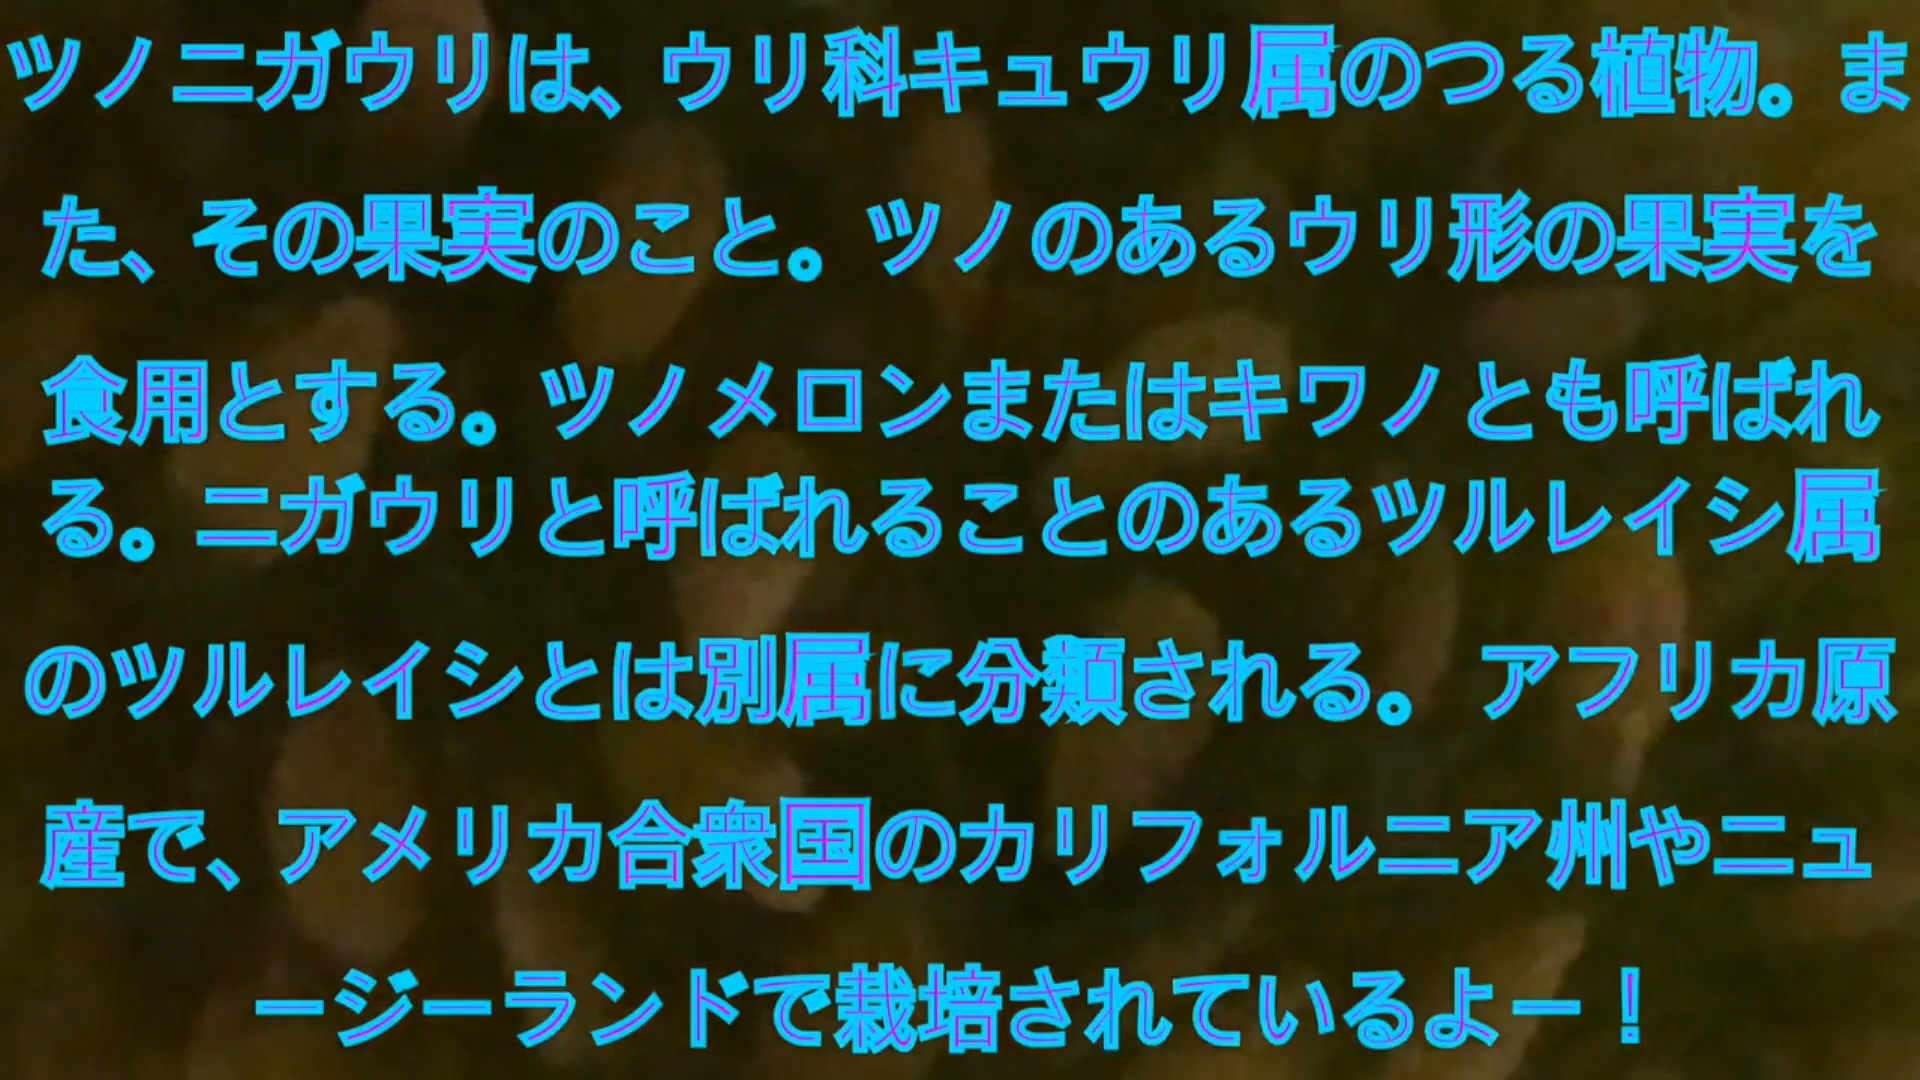 ツノニガウリは、ウリ科キュウリ属のつる植物。ま
た、その果実のこと。ツノのあるウリ形の果実を
食用とする。ツノメロンまたはキワノとも呼ばれ
る。ニガウリと呼ばれることのあるツルレイシ属
のツルレイシとは別属に分類される。 アフリカ原
産で、アメリカ合衆国のカリフォルニア州やニュ
ージーランドで栽培されているよー！